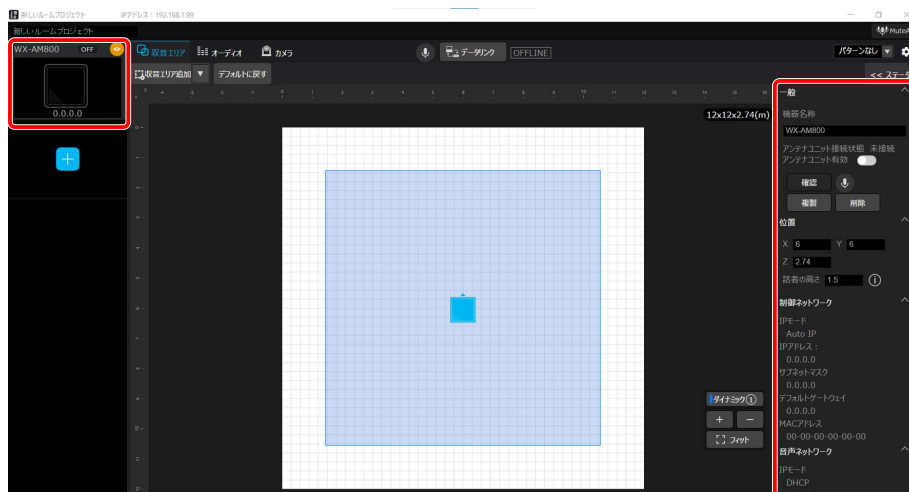 新しいルームプロジェクト IPアドレス：192.168.1.99
新しいルームプロジェクト
MuteA
WX-AM800 OFF
0.0.0.0
収音エリア オーディオ カメラ データリンク OFFLINE パターンなし
収音エリア追加 デフォルトに戻す << ステータ
12x12x2.74(m)
一般
機器名称
WX-AM800
アンテナユニット接続状態 未接続
アンテナユニット有効
確認
複製 削除
位置
X 6 Y 6
Z 2.74
話者の高さ 1.5
制御ネットワーク
IPモード
Auto IP
IPアドレス：
0.0.0.0
サブネットマスク
0.0.0.0
デフォルトゲートウェイ
0.0.0.0
MACアドレス
00-00-00-00-00-00
音声ネットワーク
IPモード
DHCP
ダイナミック①
+ −
フィット